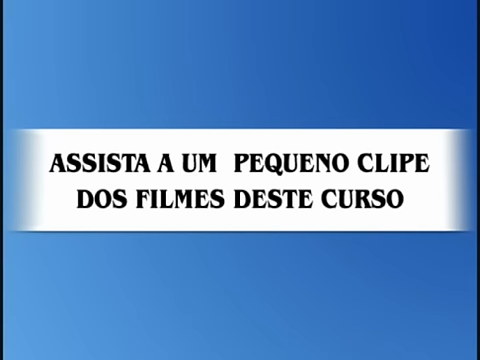 ASSISTA A UM  PEQUENO CLIPE
DOS FILMES DESTE CURSO